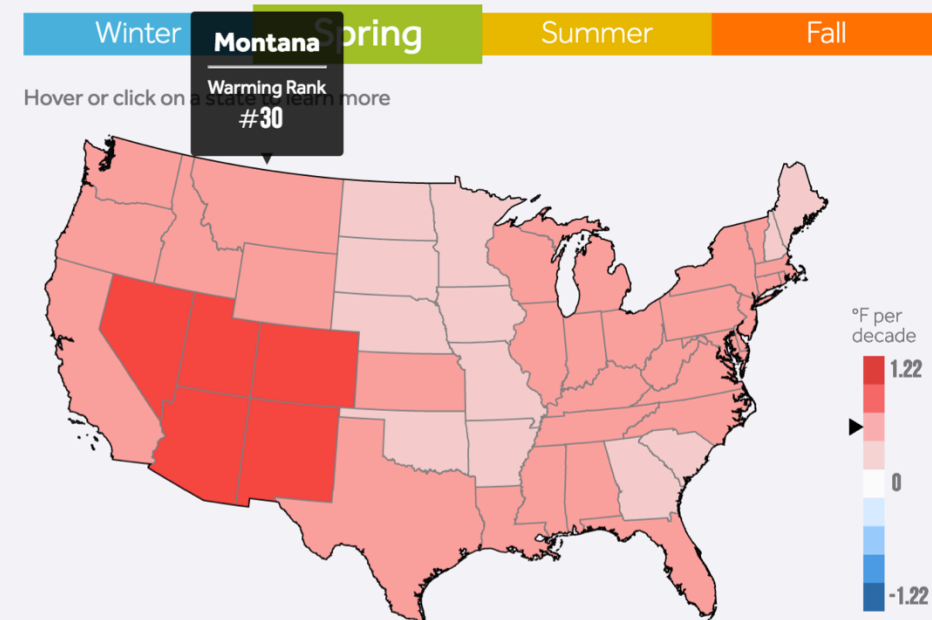 Winter
Spring
Summer
Fall
Montana
Warming Rank
#30
Hover or click on a state to learn more
°F per
decade
1.22
0
-1.22